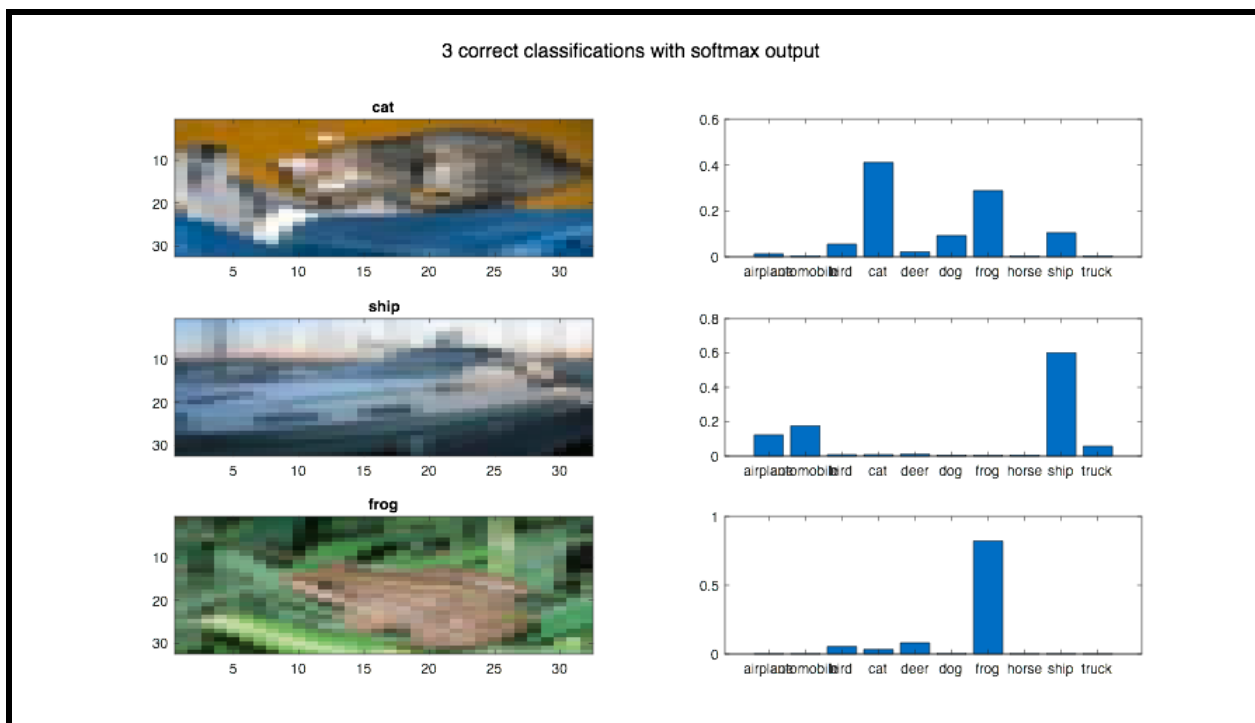 3 correct classifications with softmax output
cat
10
20
30
5 10 15 20 25 30
0.6
0.4
0.2
0
airplane automobile bird cat deer dog frog horse ship truck
ship
10
20
30
5 10 15 20 25 30
0.8
0.6
0.4
0.2
0
airplane automobile bird cat deer dog frog horse ship truck
frog
10
20
30
5 10 15 20 25 30
1
0.5
0
airplane automobile bird cat deer dog frog horse ship truck